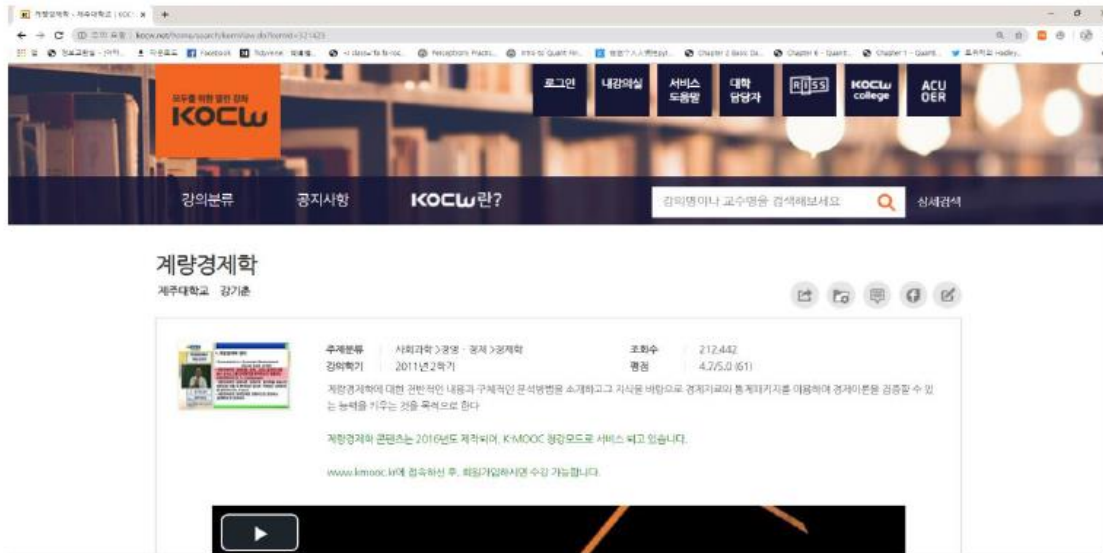 계량경제학 - 제주대학교 | KOC
kocw.net/home/search/kemView.do?kemId=321425
Facebook
Chapter 2 Basic Da...
Chapter 6 - Quant...
Chapter 1 - Quant...
모두를 위한 열린 강좌
KOCW
로그인
내강의실
서비스 도움말
대학 담당자
RISS
KOCW college
ACU OER
강의분류
공지사항
KOCW란?
강의명이나 교수명을 검색해보세요
상세검색
계량경제학
제주대학교 강기춘
주제분류 사회과학 >경영ㆍ경제 >경제학 조회수 212,442
강의학기 2011년 2학기 평점 4.7/5.0 (61)
계량경제학에 대한 전반적인 내용과 구체적인 분석방법을 소개하고 그 지식을 바탕으로 경제자료와 통계패키지를 이용하여 경제이론을 검증할 수 있
는 능력을 키우는 것을 목적으로 한다
계량경제학 콘텐츠는 2016년도 제작되어, K-MOOC 청강모드로 서비스 되고 있습니다.
www.kmooc.kr에 접속하신 후, 회원가입하시면 수강 가능합니다.